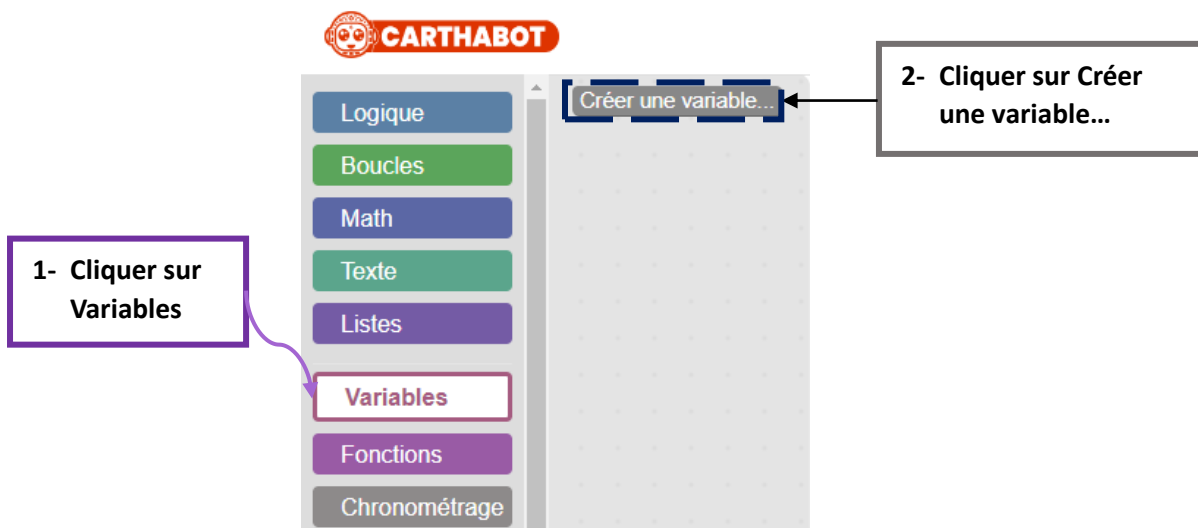 CARTHABOT
Créer une variable...
2- Cliquer sur Créer
une variable...
Logique
Boucles
Math
Texte
Listes
1- Cliquer sur
Variables
Variables
Fonctions
Chronométrage